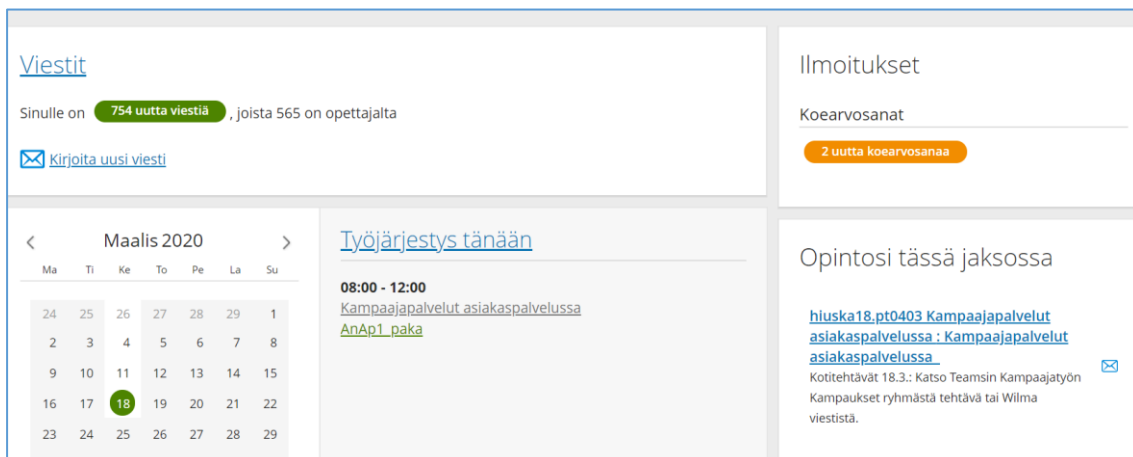 Viestit
Sinulle on 754 uutta viestiä , joista 565 on opettajalta
Kirjoita uusi viesti
Ilmoitukset
Koearvosanat
2 uutta koearvosanaa
< Maalis 2020 >
Ma Ti Ke To Pe La Su
24 25 26 27 28 29 1
2 3 4 5 6 7 8
9 10 11 12 13 14 15
16 17 18 19 20 21 22
23 24 25 26 27 28 29
Työjärjestys tänään
08:00 - 12:00
Kampaajapalvelut asiakaspalvelussa
AnAp1_paka
Opintosi tässä jaksossa
hiuska18.pt0403 Kampaajapalvelut
asiakaspalvelussa : Kampaajapalvelut
asiakaspalvelussa
Kotitehtävät 18.3.: Katso Teamsin Kampaajatyön
Kampaukset ryhmästä tehtävä tai Wilma
viestistä.